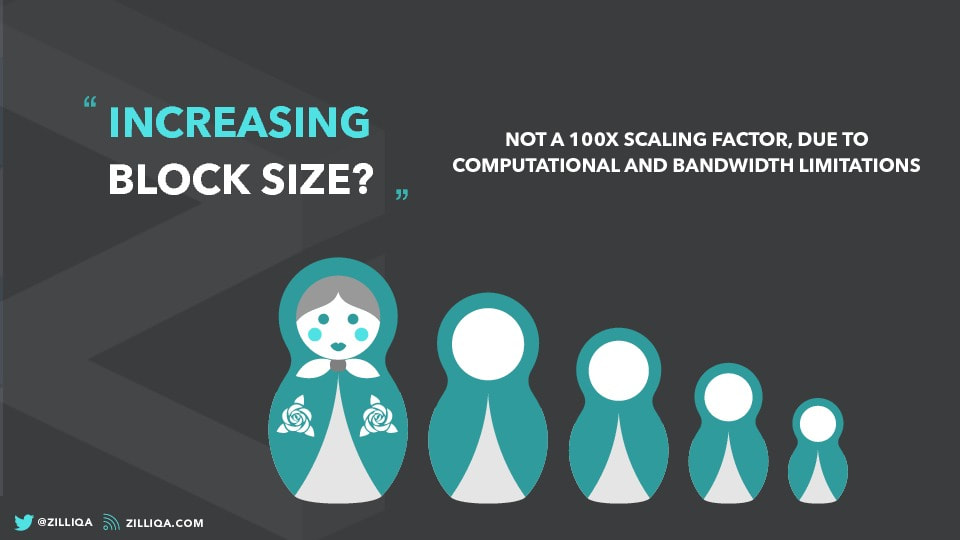 “ INCREASING
BLOCK SIZE? ”
NOT A 100X SCALING FACTOR, DUE TO
COMPUTATIONAL AND BANDWIDTH LIMITATIONS
@ZILLIQA ZILLIQA.COM